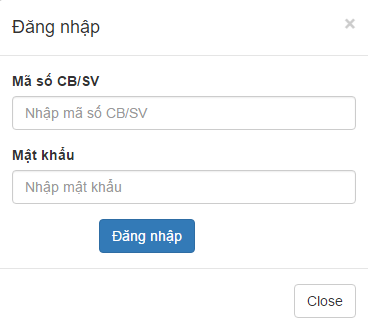 Đăng nhập ×
Mã số CB/SV
Nhập mã số CB/SV
Mật khẩu
Nhập mật khẩu
Đăng nhập
Close